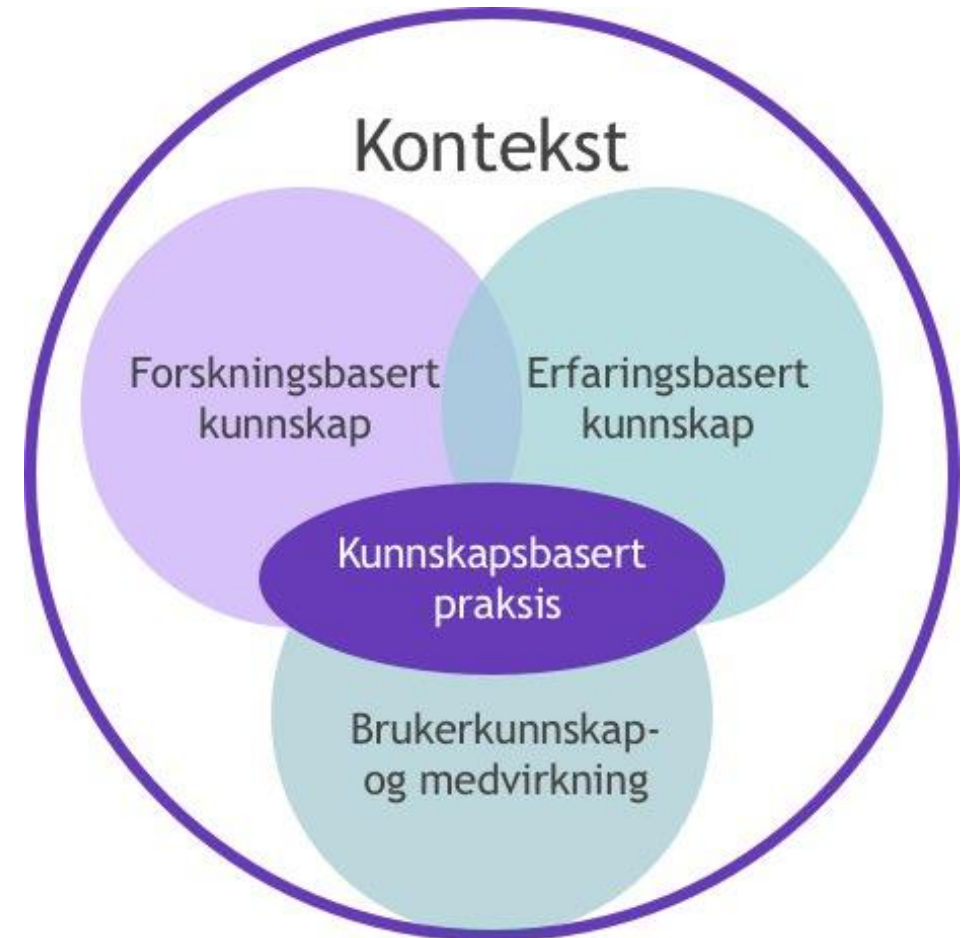 Kontekst
Forskningsbasert
kunnskap
Erfaringsbasert
kunnskap
Kunnskapsbasert
praksis
Brukerkunnskap-
og medvirkning